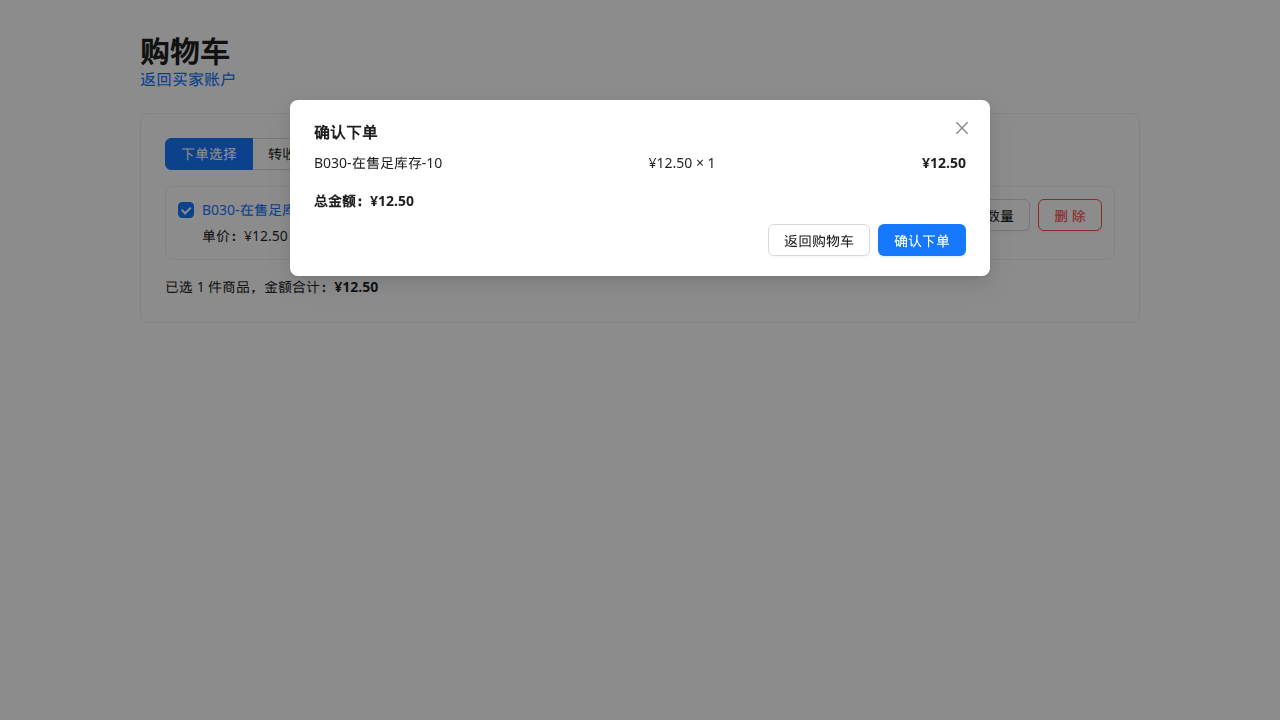 购物车
返回买家账户
确认下单
B030-在售足库存-10 ¥12.50 × 1 ¥12.50
总金额：¥12.50
返回购物车 确认下单
下单选择 转收
B030-在售足库
单价：¥12.50
数量 删 除
已选 1 件商品，金额合计：¥12.50